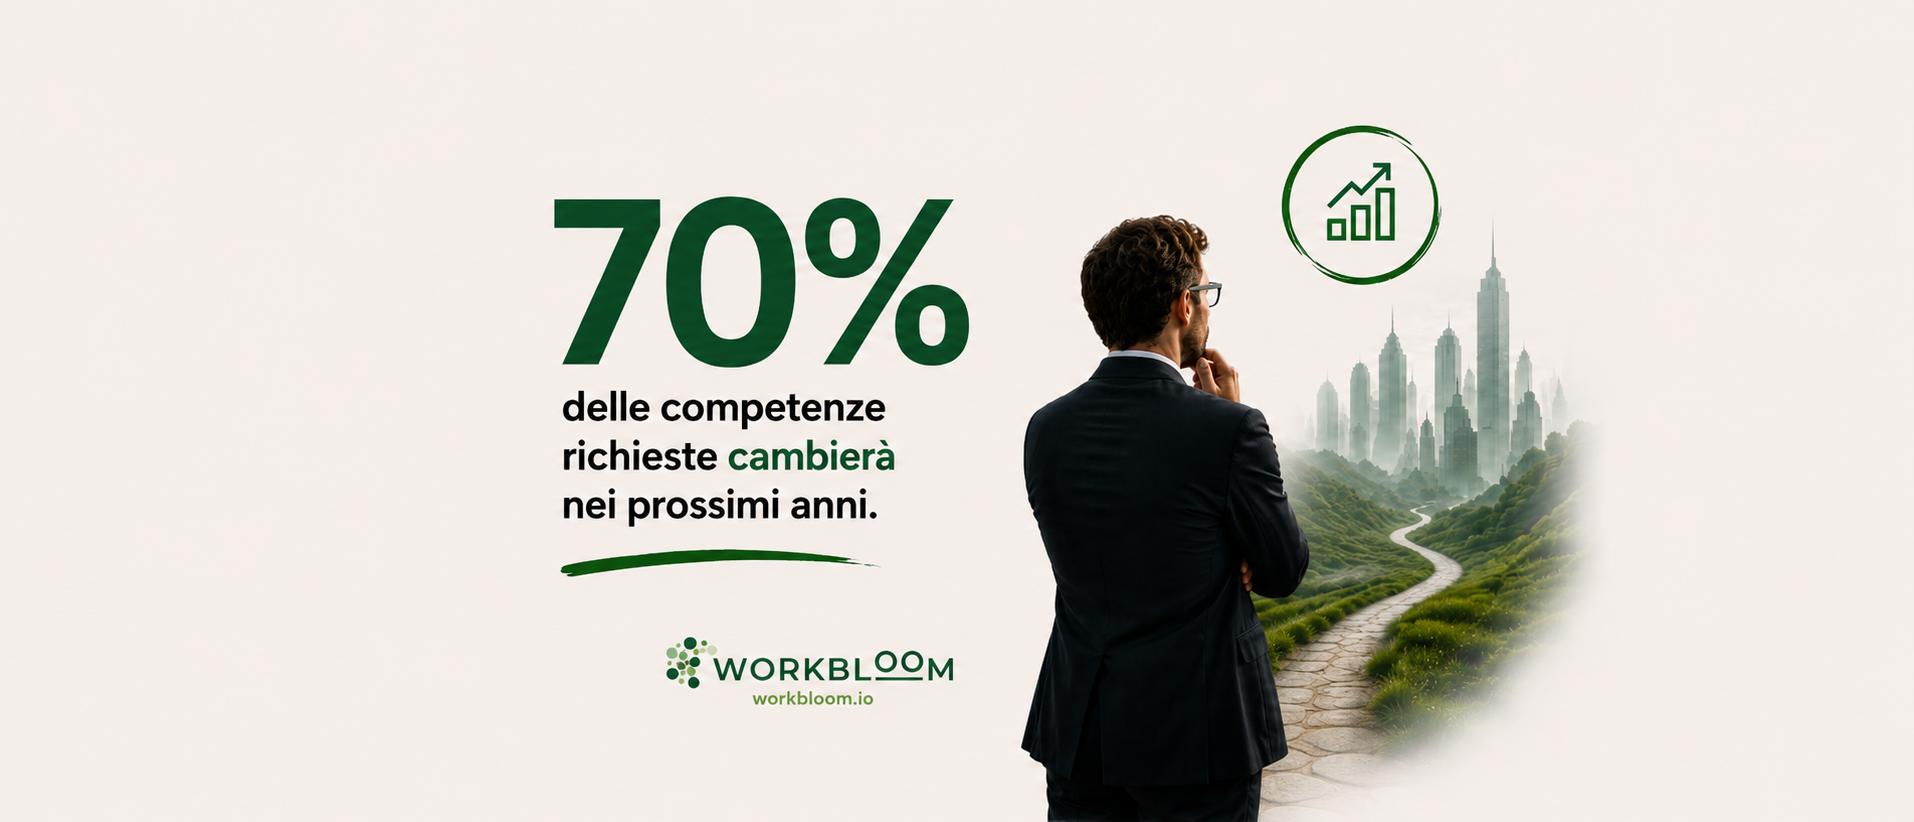 70%
delle competenze
richieste cambierà
nei prossimi anni.
WORKBLOOM
workbloom.io